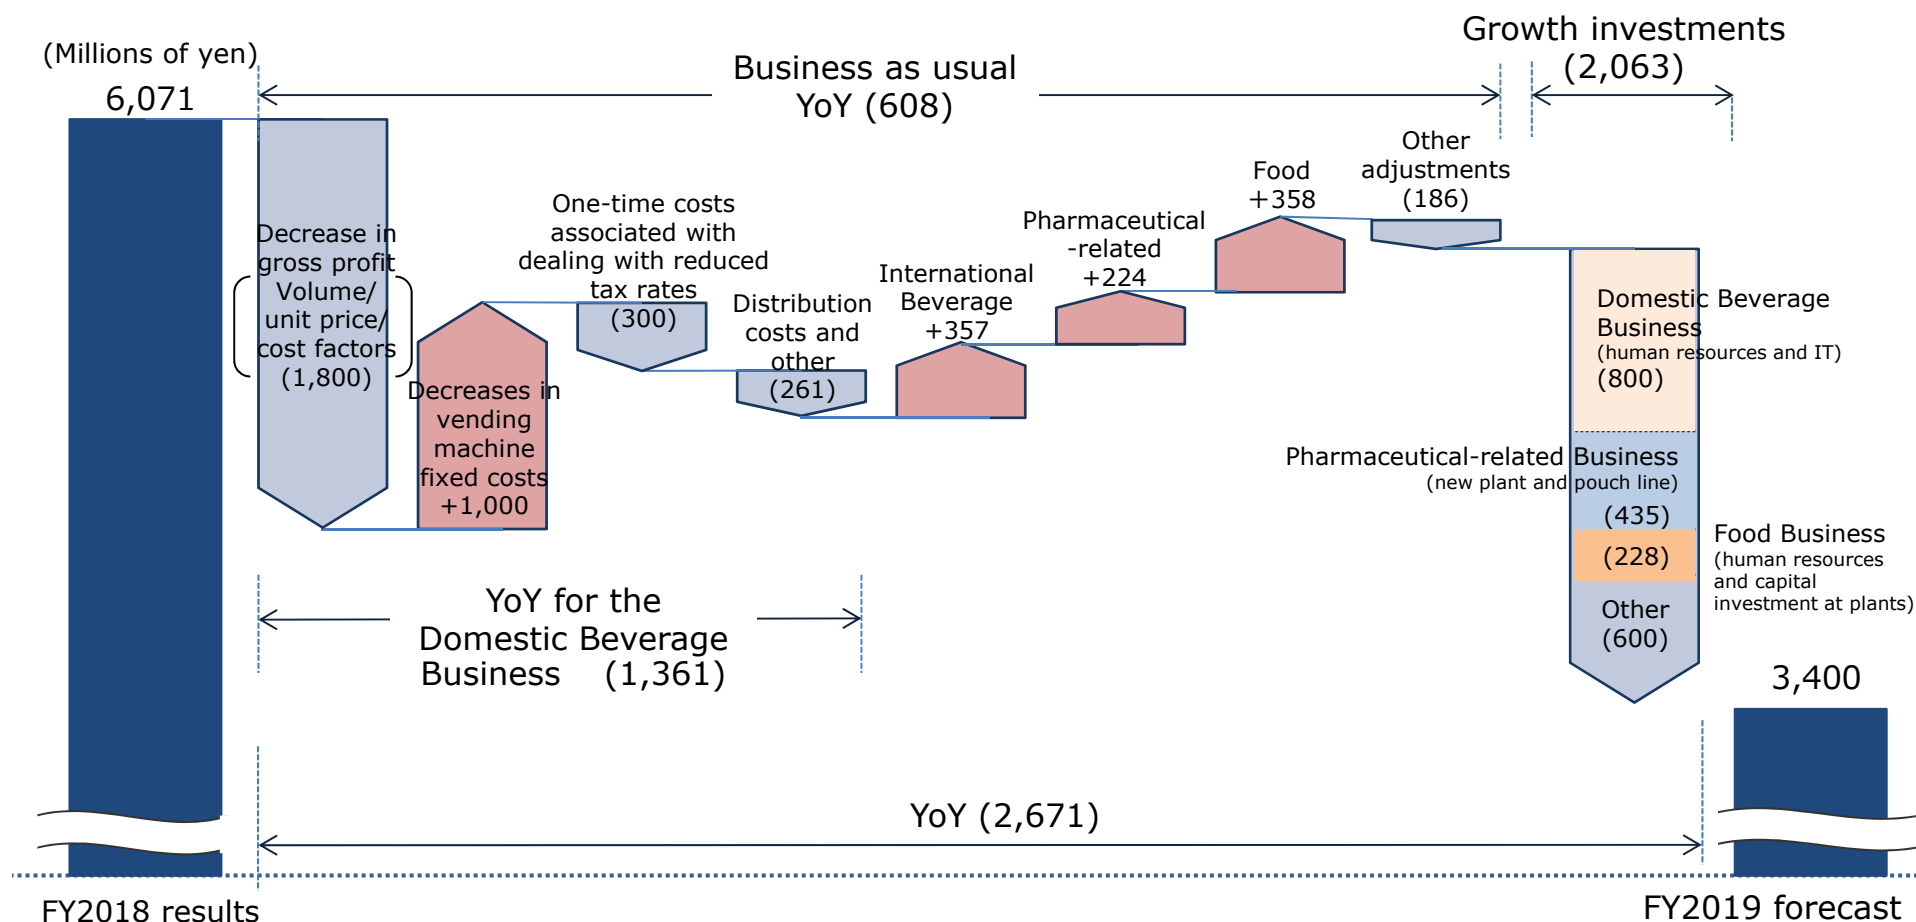 (Millions of yen)
6,071
Business as usual
YoY (608)
Growth investments
(2,063)
Decrease in
gross profit
Volume/
unit price/
cost factors
(1,800)
Decreases in
vending
machine
fixed costs
+1,000
One-time costs
associated with
dealing with reduced
tax rates
(300)
Distribution
costs and
other
(261)
International
Beverage
+357
Pharmaceutical
-related
+224
Food
+358
Other
adjustments
(186)
Domestic Beverage
Business
(human resources and IT)
(800)
Pharmaceutical-related Business
(new plant and pouch line)
(435)
(228)
Food Business
(human resources
and capital
investment at plants)
Other
(600)
YoY for the
Domestic Beverage
Business (1,361)
3,400
YoY (2,671)
FY2018 results
FY2019 forecast